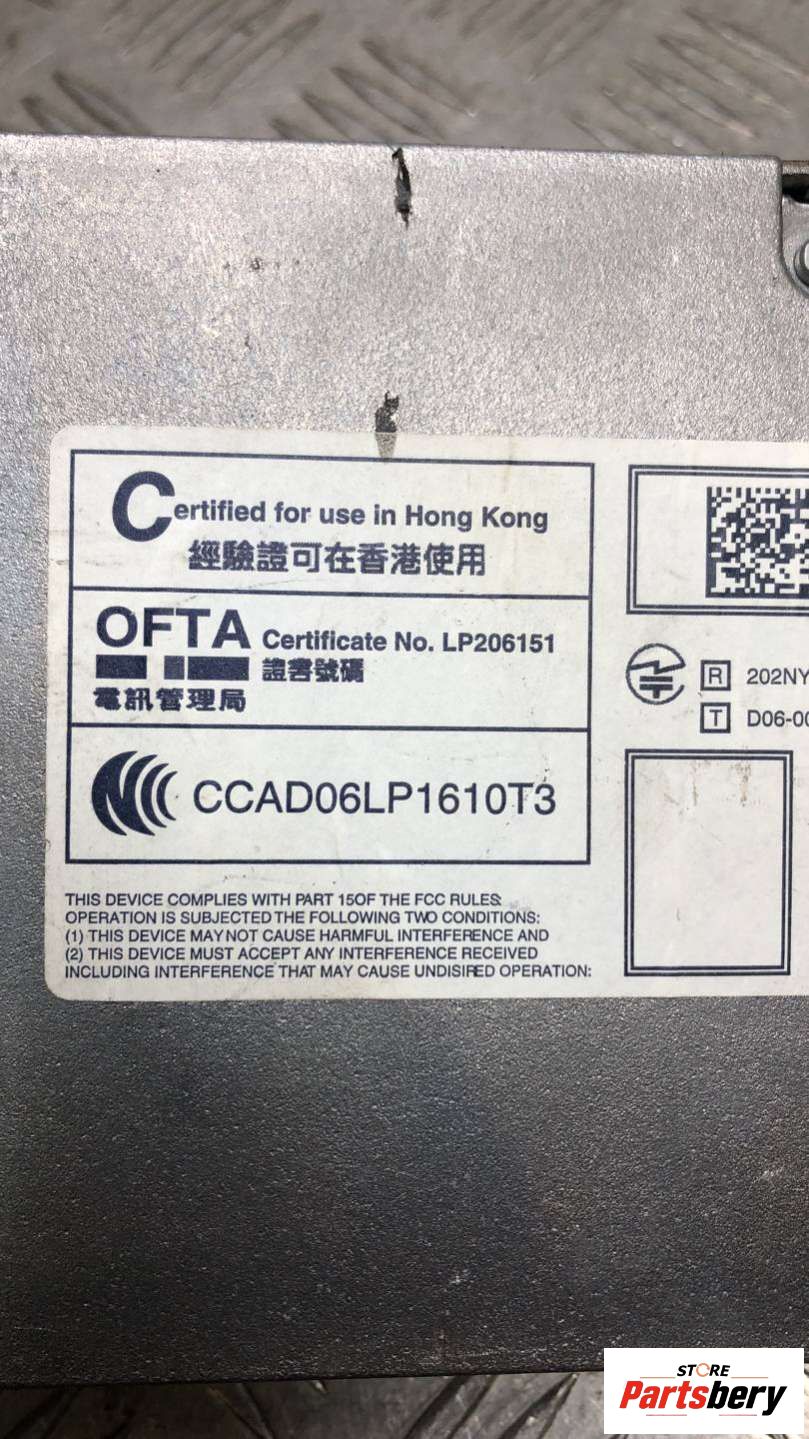 Certified for use in Hong Kong
經驗證可在香港使用
OFTA Certificate No. LP206151
證書號碼
電訊管理局
CCAD06LP1610T3
R 202NY
T D06-00
THIS DEVICE COMPLIES WITH PART 15OF THE FCC RULES:
OPERATION IS SUBJECTED THE FOLLOWING TWO CONDITIONS:
(1) THIS DEVICE MAY NOT CAUSE HARMFUL INTERFERENCE AND
(2) THIS DEVICE MUST ACCEPT ANY INTERFERENCE RECEIVED
INCLUDING INTERFERENCE THAT MAY CAUSE UNDISIRED OPERATION:
STORE
Partsbery